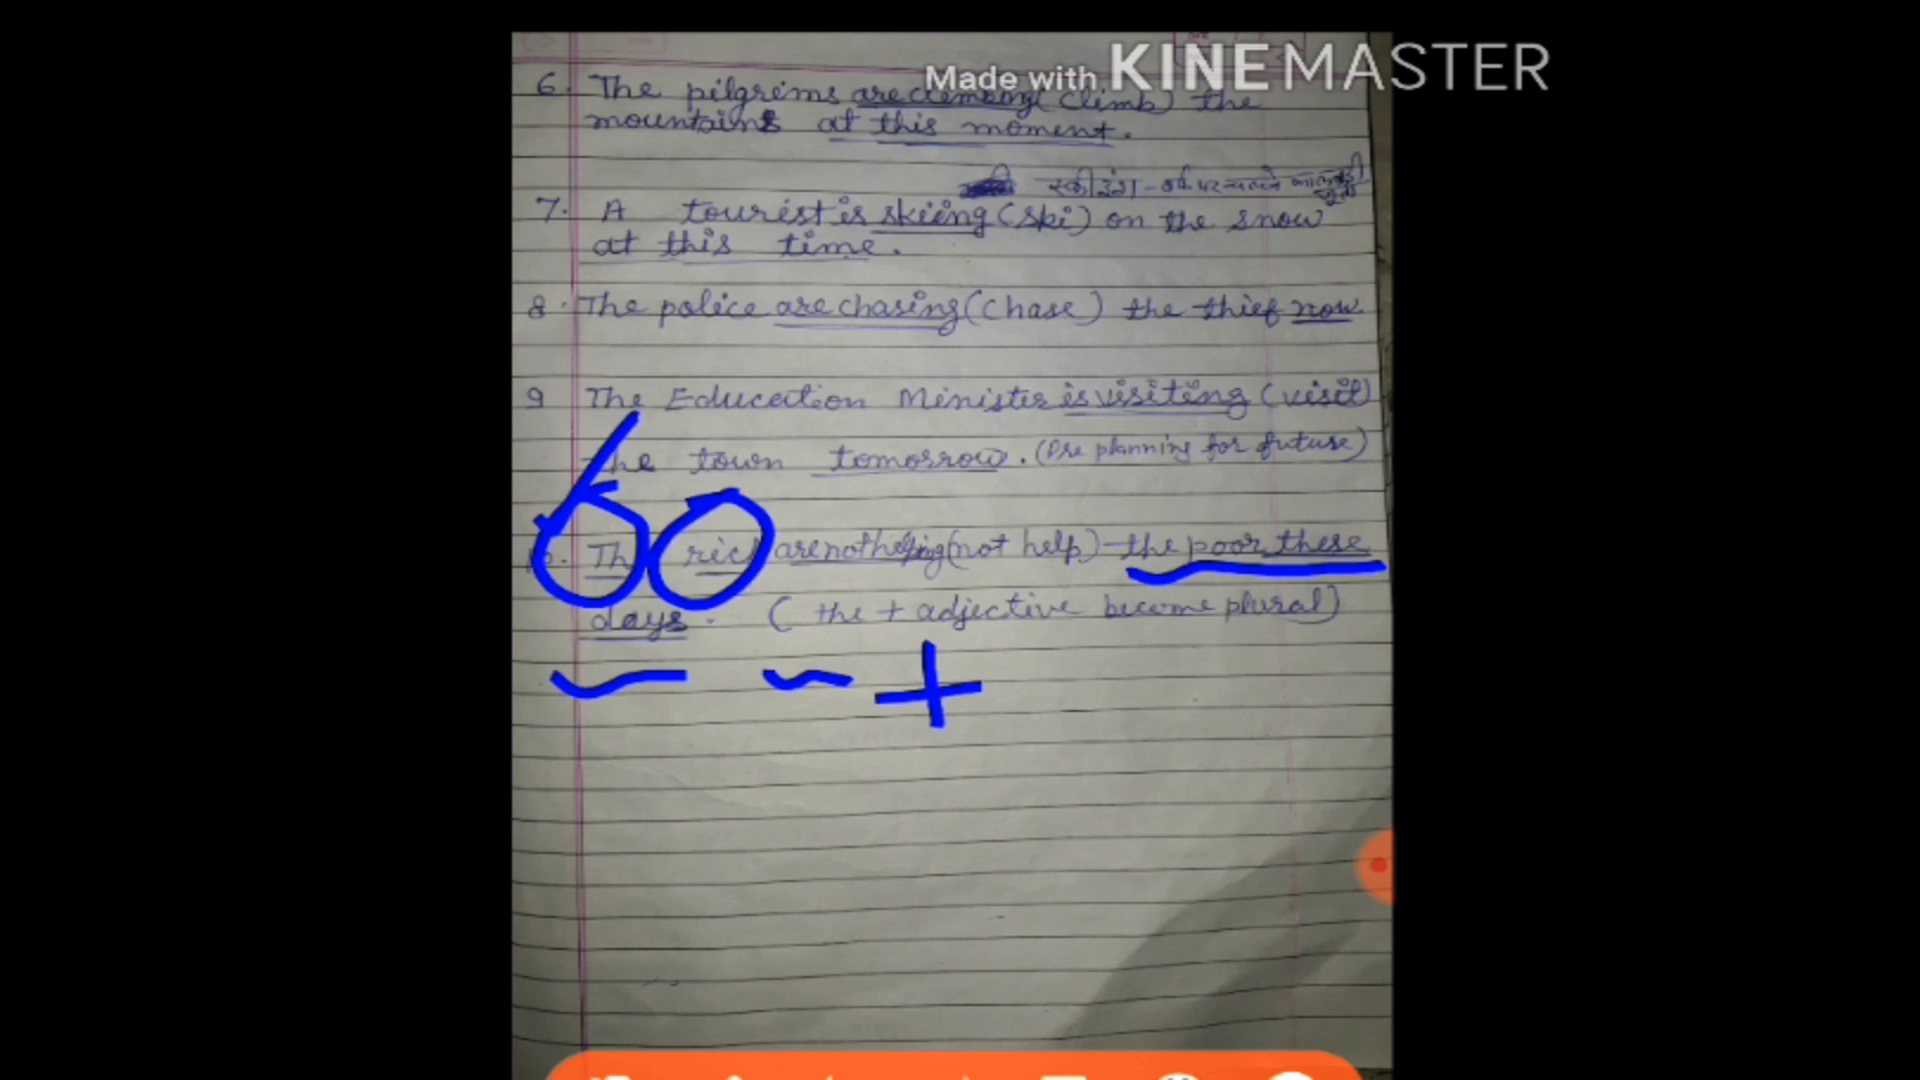 Made with KINEMASTER
6. The pilgrims are climbing (climb) the
mountains at this moment.
7. A tourist is skiing (ski) on the snow
at this time.
8. The police are chasing (chase) the thief now.
9 The Education Minister is visiting (visit)
the town tomorrow. (Pre planning for future)
10. The rich are not helping (not help) the poor these
days. (the + adjective become plural)
+